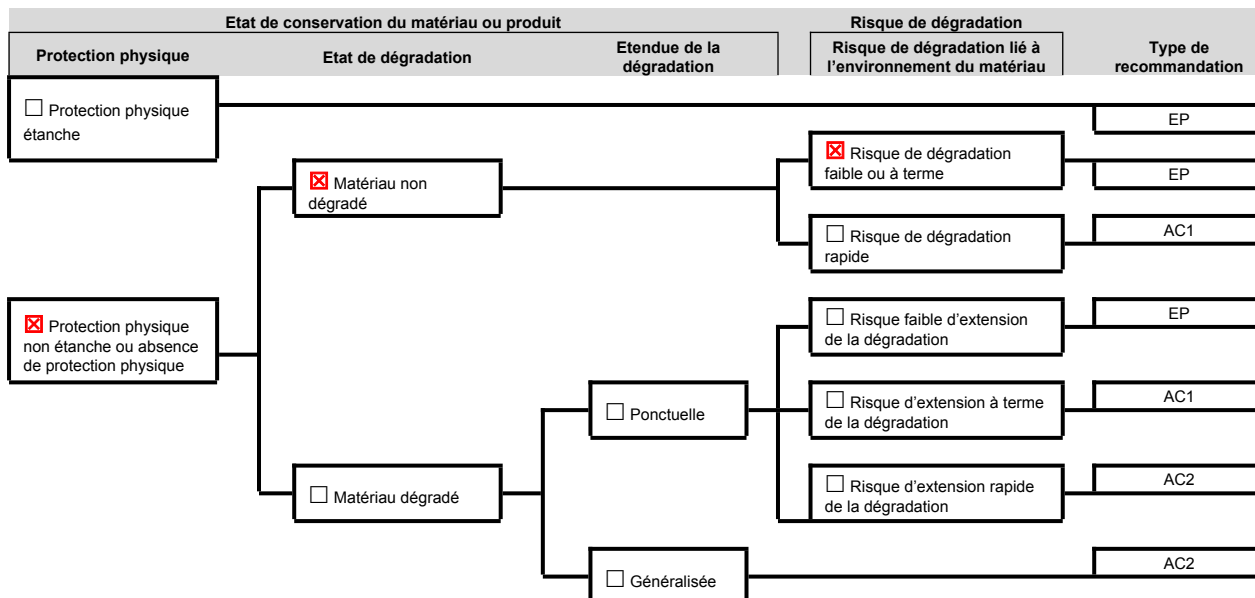 Etat de conservation du matériau ou produit
Risque de dégradation
Protection physique
Etat de dégradation
Etendue de la
dégradation
Risque de dégradation lié à
l'environnement du matériau
Type de
recommandation
Protection physique
étanche
EP
Matériau non
dégradé
Risque de dégradation
faible ou à terme
EP
Risque de dégradation
rapide
AC1
Protection physique
non étanche ou absence
de protection physique
Risque faible d'extension
de la dégradation
EP
Ponctuelle
Risque d'extension à terme
de la dégradation
AC1
Matériau dégradé
Risque d'extension rapide
de la dégradation
AC2
Généralisée
AC2